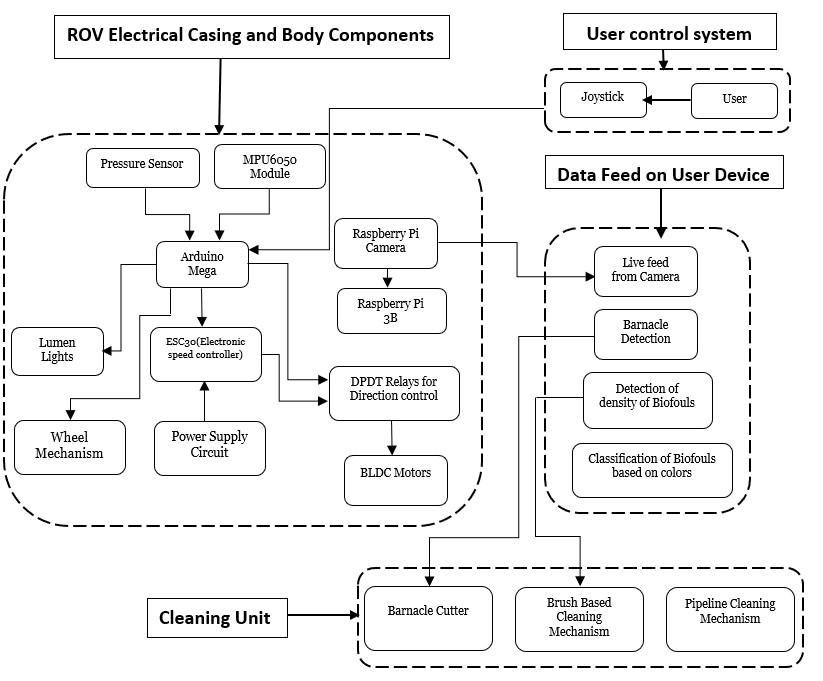 ROV Electrical Casing and Body Components
User control system
Joystick
User
Pressure Sensor
MPU6050
Module
Data Feed on User Device
Arduino
Mega
Raspberry Pi
Camera
Live feed
from Camera
Raspberry Pi
3B
Lumen
Lights
ESC30(Electronic
speed controller)
Barnacle
Detection
DPDT Relays for
Direction control
Detection of
density of Biofouls
Wheel
Mechanism
Power Supply
Circuit
BLDC Motors
Classification of Biofouls
based on colors
Cleaning Unit
Barnacle Cutter
Brush Based
Cleaning
Mechanism
Pipeline Cleaning
Mechanism